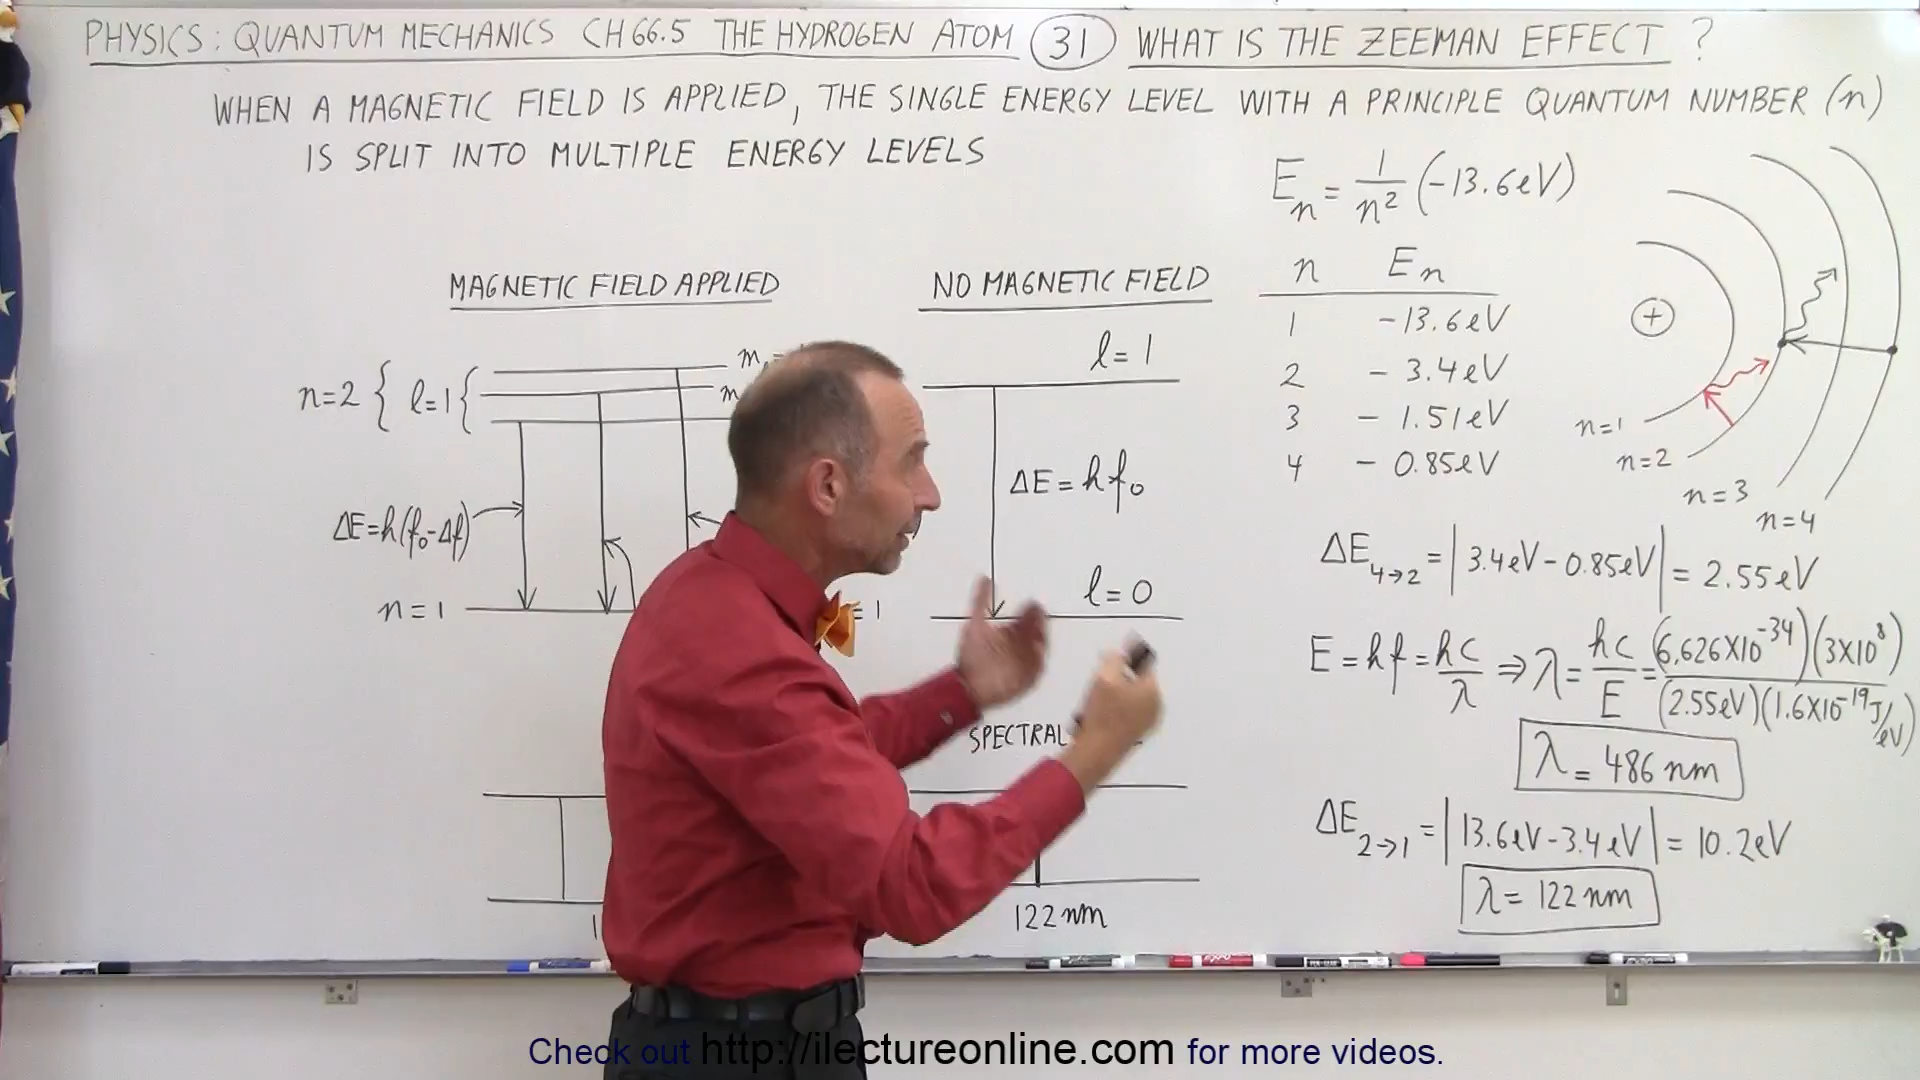 PHYSICS: QUANTUM MECHANICS CH 66.5 THE HYDROGEN ATOM (31) WHAT IS THE ZEEMAN EFFECT ?
WHEN A MAGNETIC FIELD IS APPLIED, THE SINGLE ENERGY LEVEL WITH A PRINCIPLE QUANTUM NUMBER (n)
IS SPLIT INTO MULTIPLE ENERGY LEVELS
MAGNETIC FIELD APPLIED
n=2 { l=1 {
m
m
ΔE=h(f₀-Δf)
n=1
=1
NO MAGNETIC FIELD
l=1
ΔE=hf₀
l=0
SPECTRAL
122 nm
Eₙ = 1/n² (-13.6eV)
n Eₙ
1 -13.6eV
2 -3.4eV
3 -1.51eV
4 -0.85eV
+
n=1
n=2
n=3
n=4
ΔE₄→₂ = |3.4eV-0.85eV| = 2.55eV
E=hf=hc/λ ⇒ λ=hc/E=(6.626X10⁻³⁴)(3X10⁸)/(2.55eV)(1.6X10⁻¹⁹J/eV)
λ = 486 nm
ΔE₂→₁ = |13.6eV-3.4eV| = 10.2eV
λ = 122 nm
Check out http://ilectureonline.com for more videos.